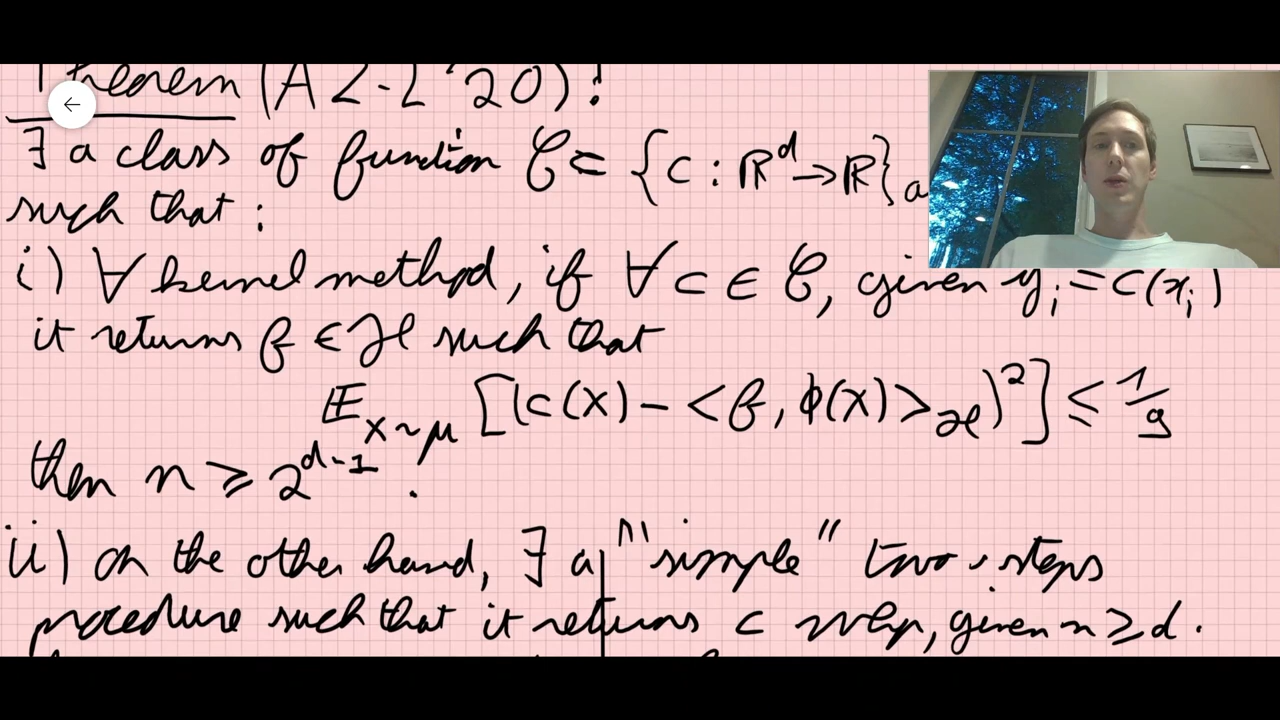 Theorem (AZ-L '20):
∃ a class of function C ⊂ {c : ℝ^d → ℝ} a
such that :
i) ∀ kernel method, if ∀ c ∈ C, given y_i = c(x_i)
it returns f ∈ H such that
E_{X~μ} [(c(X) - <f, φ(X)>_H)^2] ≤ 1/9
then n ≥ 2^{d-1} .
ii) On the other hand, ∃ a "simple" two-steps
procedure such that it returns c whp, given n ≥ d .